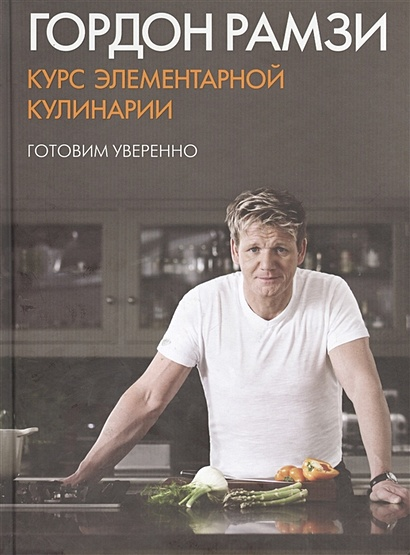 ГОРДОН РАМЗИ
КУРС ЭЛЕМЕНТАРНОЙ
КУЛИНАРИИ
ГОТОВИМ УВЕРЕННО